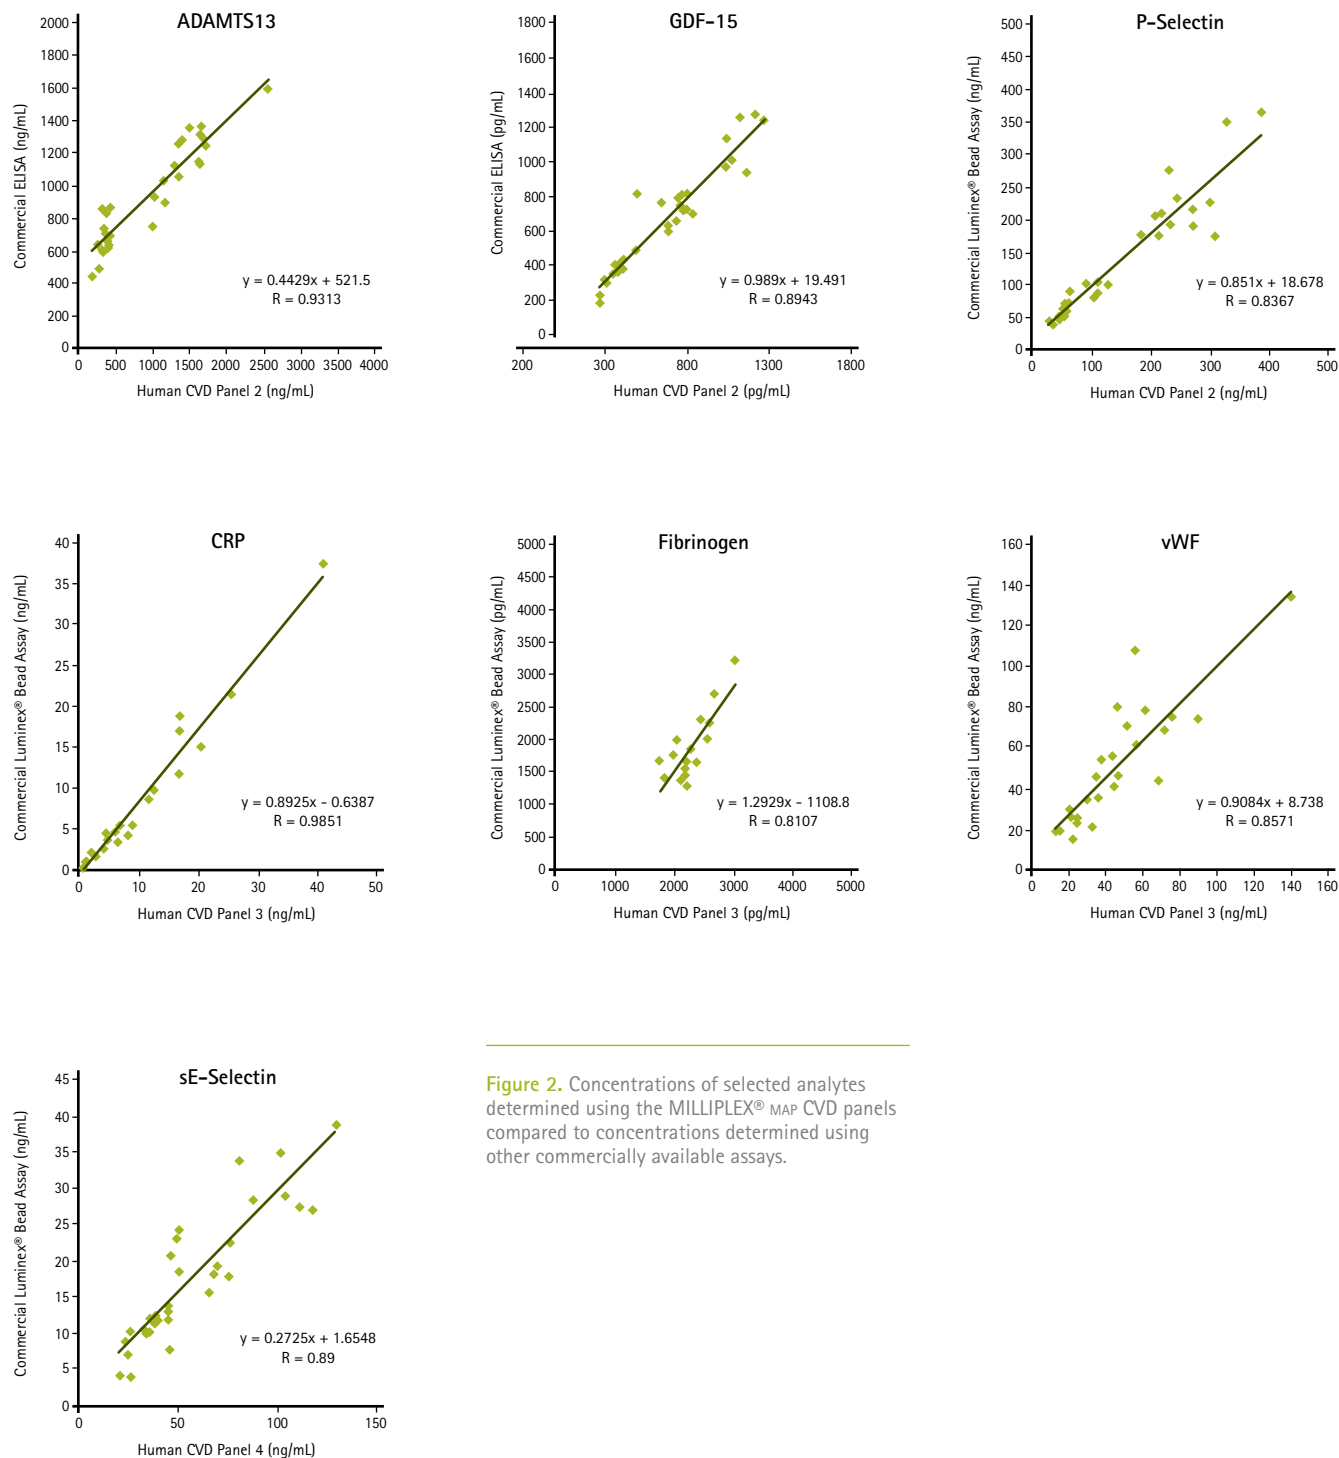 ADAMTS13
Commercial ELISA (ng/mL)
2000
1800
1600
1400
1200
1000
800
600
400
200
0
y = 0.4429x + 521.5
R = 0.9313
0 500 1000 1500 2000 2500 3000 3500 4000
Human CVD Panel 2 (ng/mL)
GDF-15
Commercial ELISA (pg/mL)
1800
1600
1400
1200
1000
800
600
400
200
0
y = 0.989x + 19.491
R = 0.8943
200 300 800 1300 1800
Human CVD Panel 2 (pg/mL)
P-Selectin
Commercial Luminex® Bead Assay (ng/mL)
500
450
400
350
300
250
200
150
100
50
0
y = 0.851x + 18.678
R = 0.8367
0 100 200 300 400 500
Human CVD Panel 2 (ng/mL)
CRP
Commercial Luminex® Bead Assay (ng/mL)
40
35
30
25
20
15
10
5
0
y = 0.8925x - 0.6387
R = 0.9851
0 10 20 30 40 50
Human CVD Panel 3 (ng/mL)
Fibrinogen
Commercial Luminex® Bead Assay (pg/mL)
5000
4500
4000
3500
3000
2500
2000
1500
1000
500
0
y = 1.2929x - 1108.8
R = 0.8107
0 1000 2000 3000 4000 5000
Human CVD Panel 3 (pg/mL)
vWF
Commercial Luminex® Bead Assay (ng/mL)
160
140
120
100
80
60
40
20
0
y = 0.9084x + 8.738
R = 0.8571
0 20 40 60 80 100 120 140 160
Human CVD Panel 3 (ng/mL)
sE-Selectin
Commercial Luminex® Bead Assay (ng/mL)
45
40
35
30
25
20
15
10
5
0
y = 0.2725x + 1.6548
R = 0.89
0 50 100 150
Human CVD Panel 4 (ng/mL)
Figure 2. Concentrations of selected analytes
determined using the MILLIPLEX® MAP CVD panels
compared to concentrations determined using
other commercially available assays.